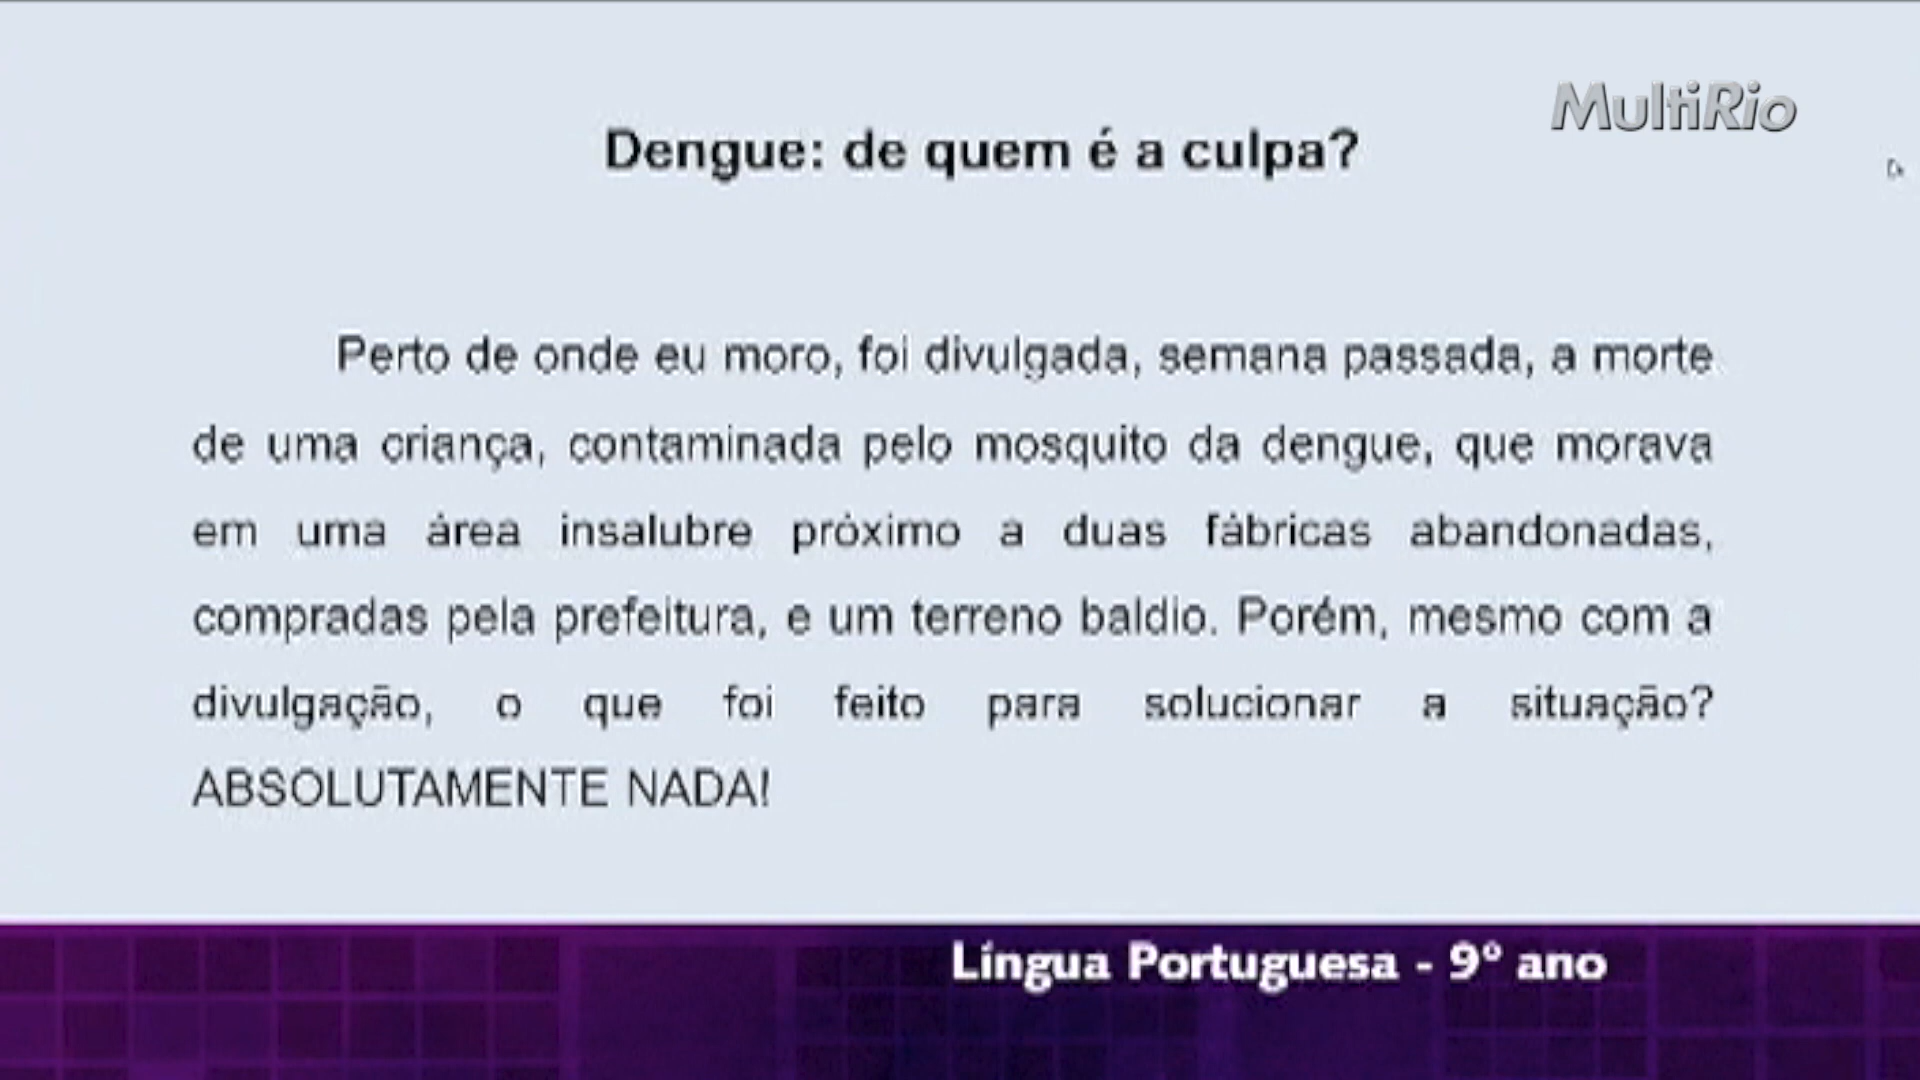 MultiRio
Dengue: de quem é a culpa?
Perto de onde eu moro, foi divulgada, semana passada, a morte
de uma criança, contaminada pelo mosquito da dengue, que morava
em uma área insalubre próximo a duas fábricas abandonadas,
compradas pela prefeitura, e um terreno baldio. Porém, mesmo com a
divulgação, o que foi feito para solucionar a situação?
ABSOLUTAMENTE NADA!
Língua Portuguesa - 9º ano